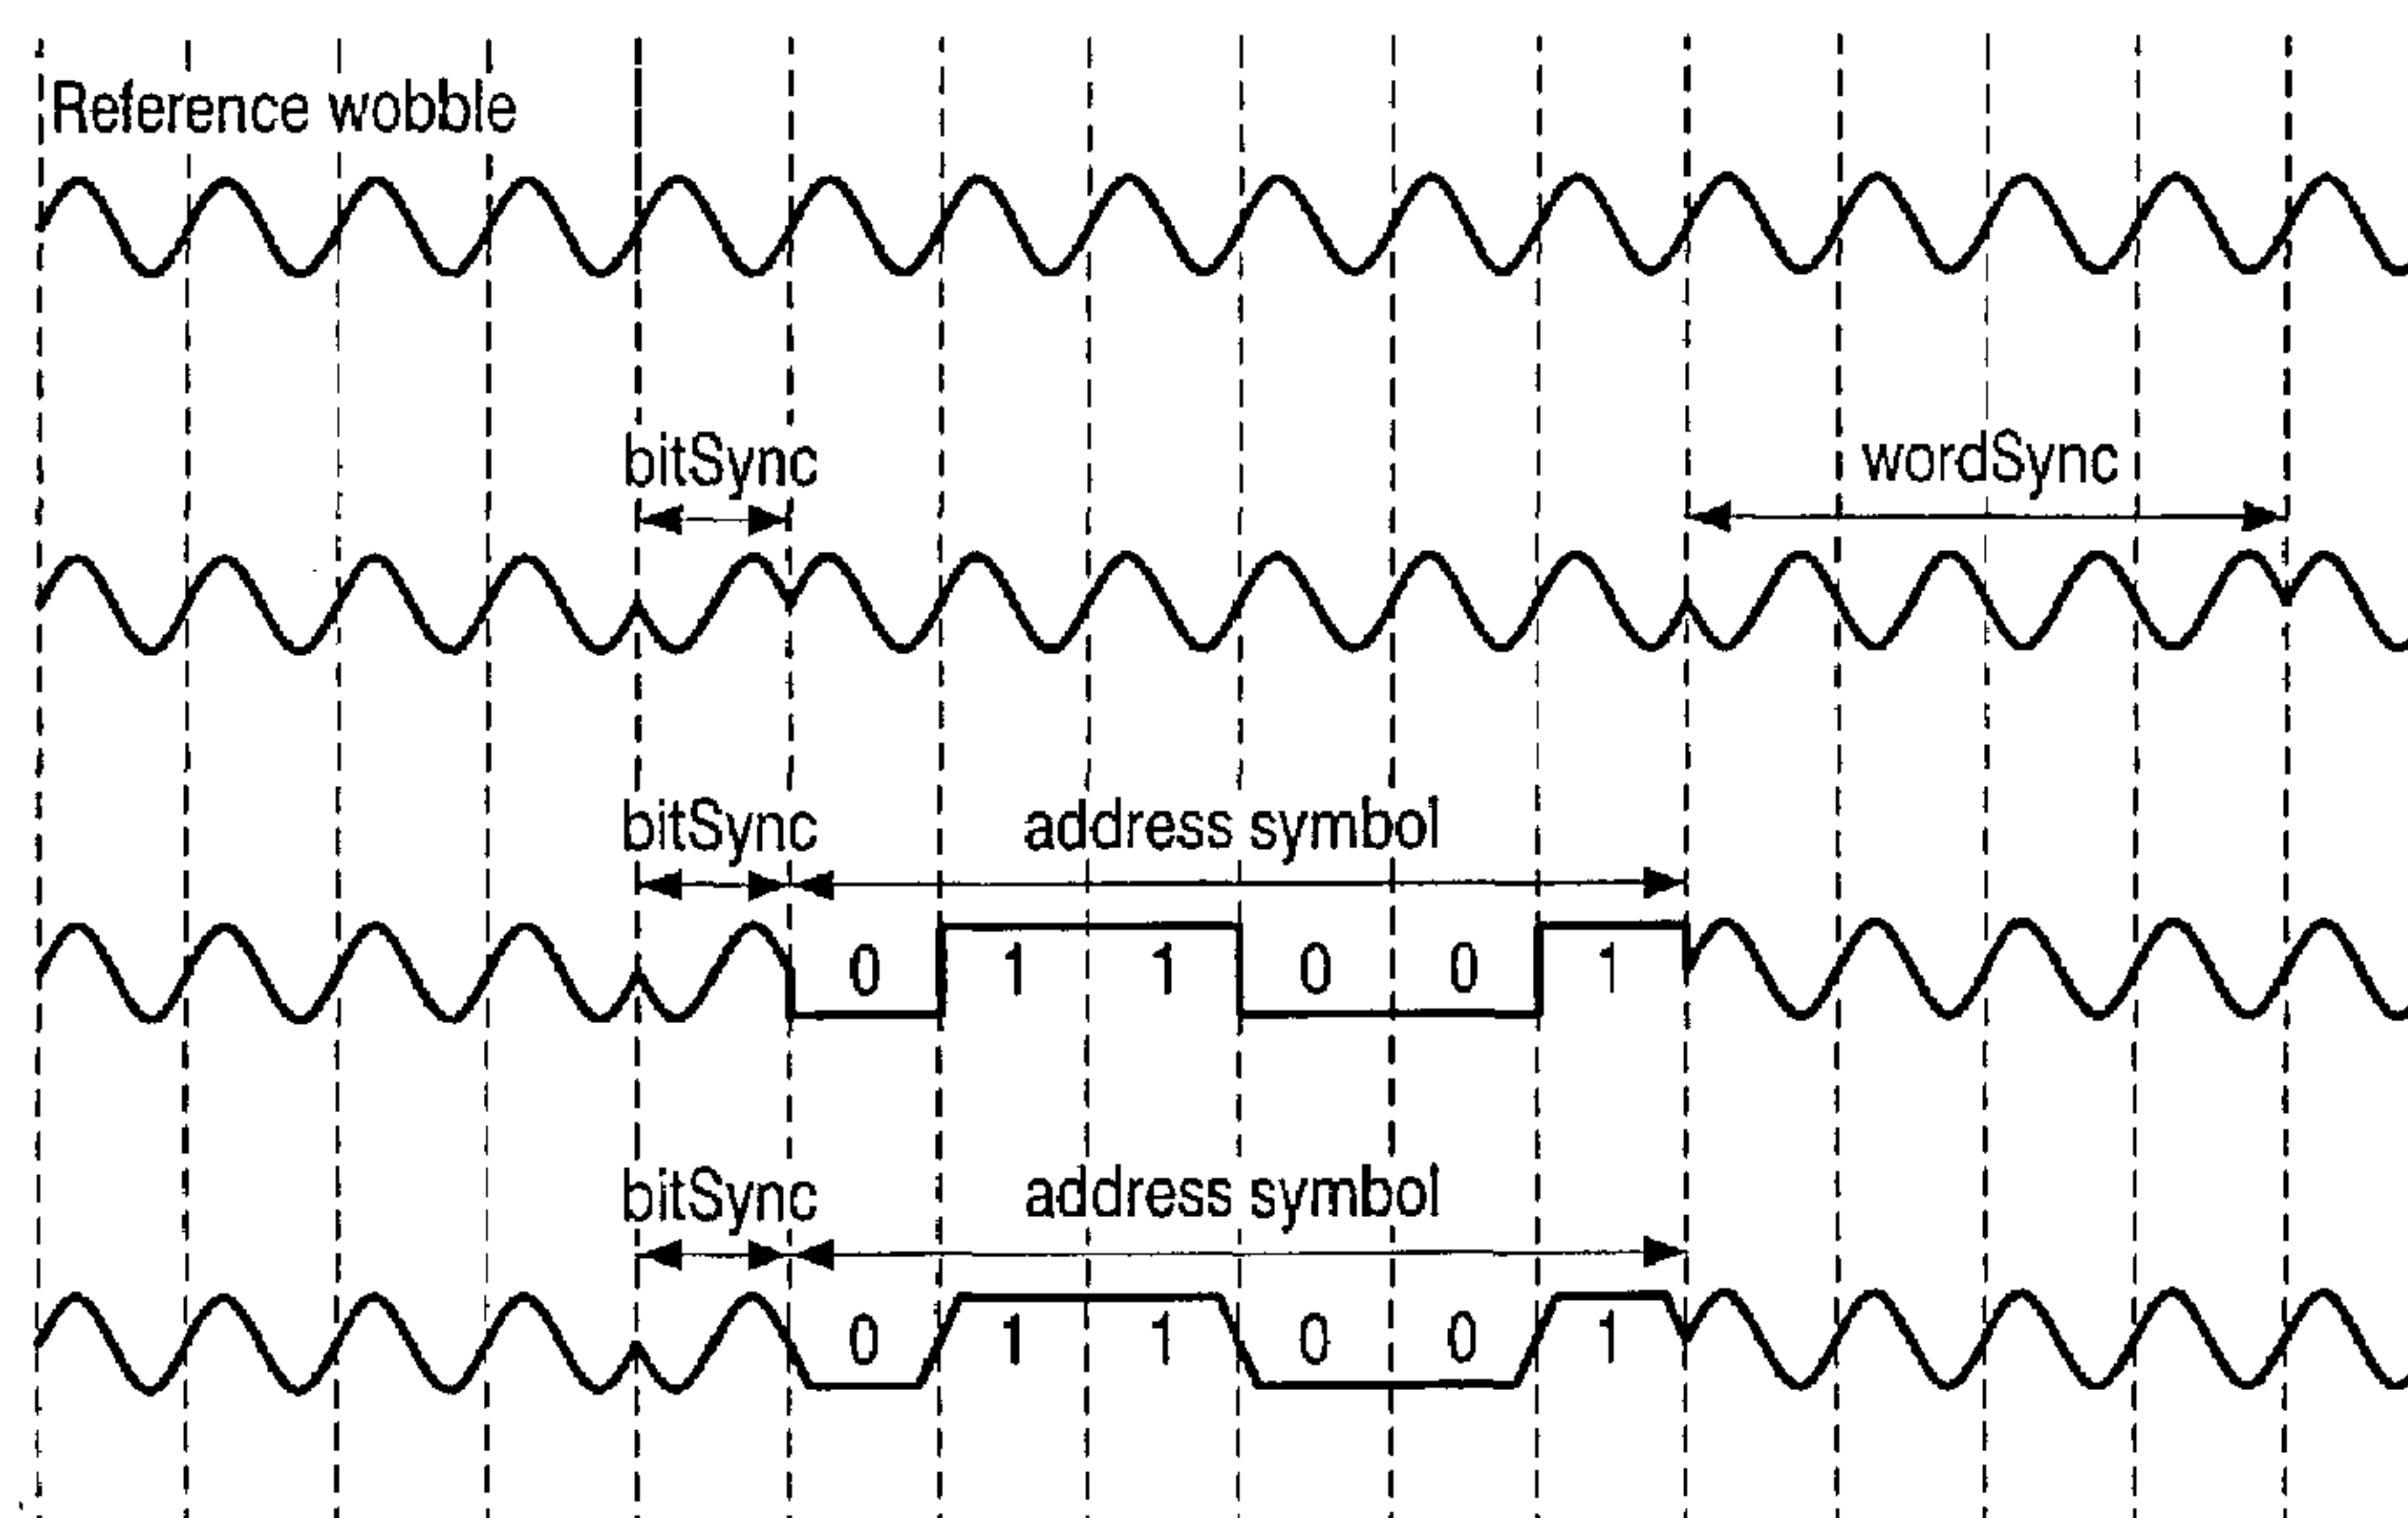 Reference wobble
bitSync wordSync
bitSync address symbol
0 1 1 0 0 1
bitSync address symbol
0 1 1 0 0 1